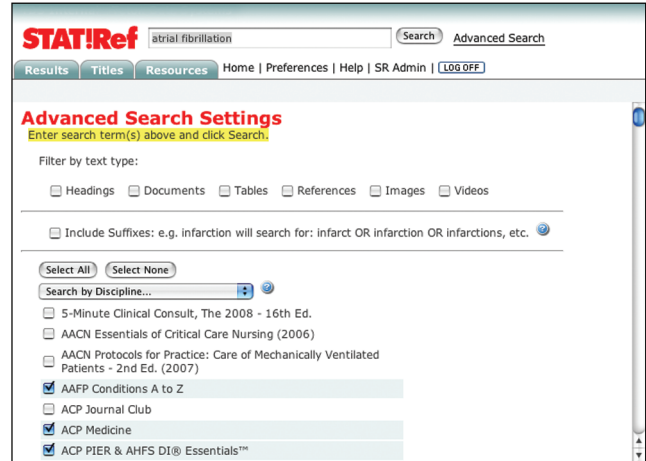 STAT!Ref atrial fibrillation Search Advanced Search
Results Titles Resources Home | Preferences | Help | SR Admin | LOG OFF
Advanced Search Settings
Enter search term(s) above and click Search.
Filter by text type:
Headings Documents Tables References Images Videos
Include Suffixes: e.g. infarction will search for: infarct OR infarction OR infarctions, etc. ?
Select All Select None
Search by Discipline... ?
5-Minute Clinical Consult, The 2008 - 16th Ed.
AACN Essentials of Critical Care Nursing (2006)
AACN Protocols for Practice: Care of Mechanically Ventilated
Patients - 2nd Ed. (2007)
AAFP Conditions A to Z
ACP Journal Club
ACP Medicine
ACP PIER & AHFS DI® Essentials™